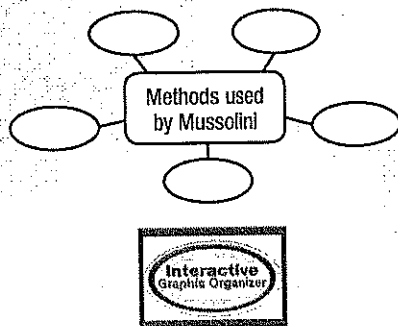 Methods used
by Mussolini
Interactive
Graphic Organizer